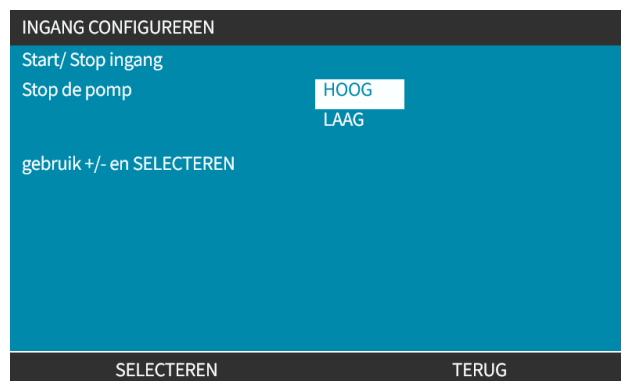 INGANG CONFIGUREREN
Start/ Stop ingang
Stop de pomp HOOG
LAAG
gebruik +/- en SELECTEREN
SELECTEREN TERUG